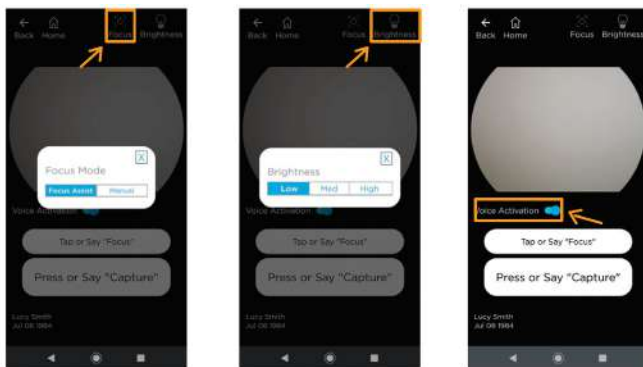 Back Home Focus Brightness
Focus Mode
X
Focus Assist Manual
Voice Activation
Tap or Say "Focus"
Press or Say "Capture"
Lucy Smith
Jul 08 1984
Back Home Focus Brightness
Brightness
X
Low Med High
Voice Activation
Tap or Say "Focus"
Press or Say "Capture"
Lucy Smith
Jul 08 1984
Back Home Focus Brightness
Voice Activation
Tap or Say "Focus"
Press or Say "Capture"
Lucy Smith
Jul 08 1984